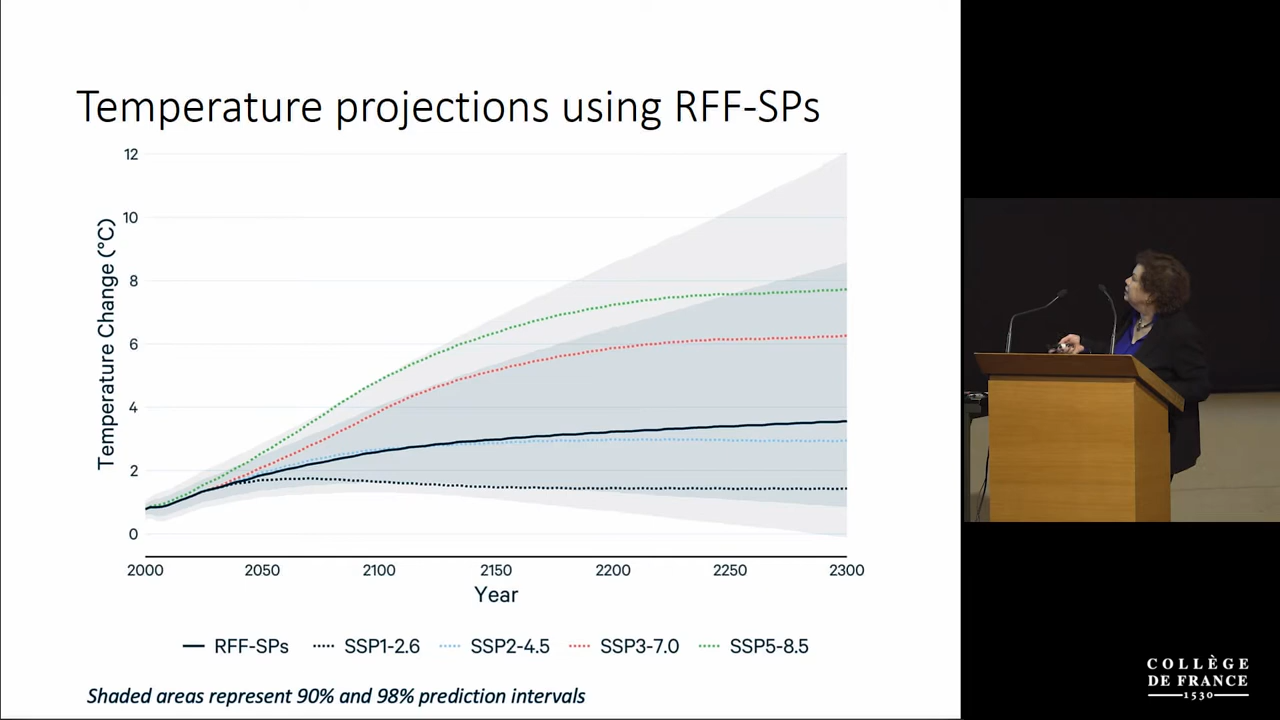 Temperature projections using RFF-SPs
12
10
8
6
4
2
0
Temperature Change (°C)
2000 2050 2100 2150 2200 2250 2300
Year
RFF-SPs SSP1-2.6 SSP2-4.5 SSP3-7.0 SSP5-8.5
Shaded areas represent 90% and 98% prediction intervals
COLLÈGE
DE FRANCE
1530